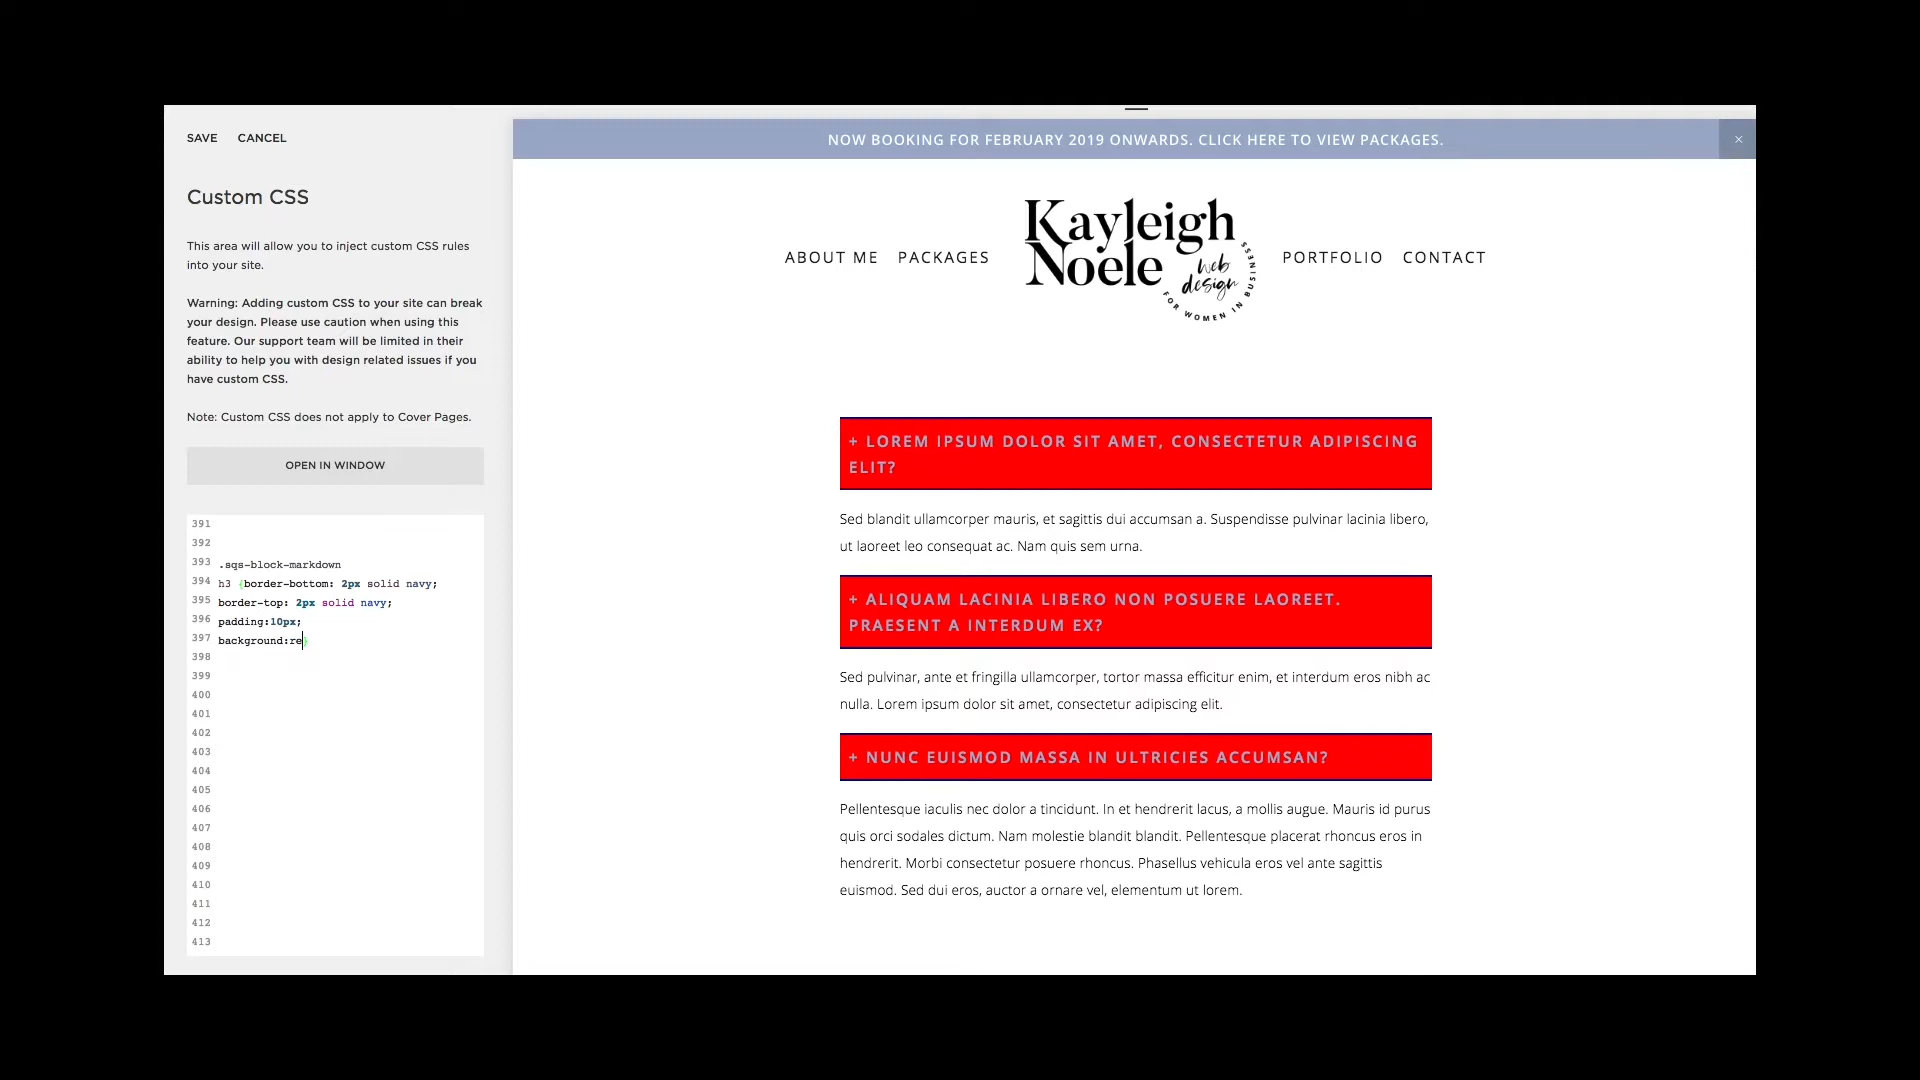 SAVE CANCEL
Custom CSS
This area will allow you to inject custom CSS rules
into your site.
Warning: Adding custom CSS to your site can break
your design. Please use caution when using this
feature. Our support team will be limited in their
ability to help you with design related issues if you
have custom CSS.
Note: Custom CSS does not apply to Cover Pages.
OPEN IN WINDOW
391
392
393 .sqs-block-markdown
394 h3 {border-bottom: 2px solid navy;
395 border-top: 2px solid navy;
396 padding:10px;
397 background:re}
398
399
400
401
402
403
404
405
406
407
408
409
410
411
412
413
NOW BOOKING FOR FEBRUARY 2019 ONWARDS. CLICK HERE TO VIEW PACKAGES. ×
ABOUT ME PACKAGES
Kayleigh
Noele
web
design
FOR WOMEN IN BUSINESS
PORTFOLIO CONTACT
+ LOREM IPSUM DOLOR SIT AMET, CONSECTETUR ADIPISCING
ELIT?
Sed blandit ullamcorper mauris, et sagittis dui accumsan a. Suspendisse pulvinar lacinia libero,
ut laoreet leo consequat ac. Nam quis sem urna.
+ ALIQUAM LACINIA LIBERO NON POSUERE LAOREET.
PRAESENT A INTERDUM EX?
Sed pulvinar, ante et fringilla ullamcorper, tortor massa efficitur enim, et interdum eros nibh ac
nulla. Lorem ipsum dolor sit amet, consectetur adipiscing elit.
+ NUNC EUISMOD MASSA IN ULTRICIES ACCUMSAN?
Pellentesque iaculis nec dolor a tincidunt. In et hendrerit lacus, a mollis augue. Mauris id purus
quis orci sodales dictum. Nam molestie blandit blandit. Pellentesque placerat rhoncus eros in
hendrerit. Morbi consectetur posuere rhoncus. Phasellus vehicula eros vel ante sagittis
euismod. Sed dui eros, auctor a ornare vel, elementum ut lorem.